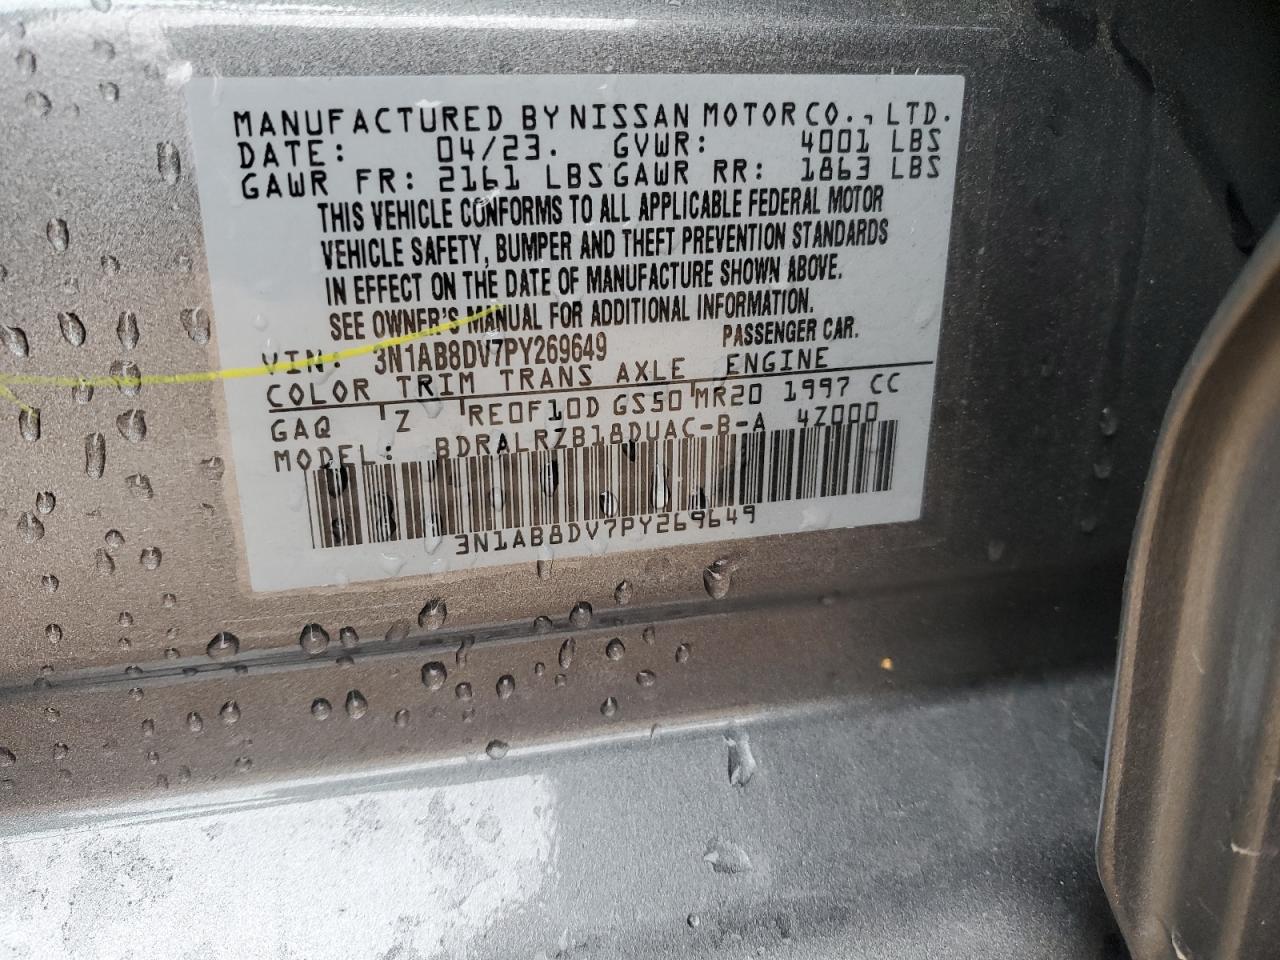 MANUFACTURED BY NISSAN MOTOR CO., LTD.
DATE: 04/23. GVWR: 4001 LBS
GAWR FR: 2161 LBS GAWR RR: 1863 LBS
THIS VEHICLE CONFORMS TO ALL APPLICABLE FEDERAL MOTOR
VEHICLE SAFETY, BUMPER AND THEFT PREVENTION STANDARDS
IN EFFECT ON THE DATE OF MANUFACTURE SHOWN ABOVE.
SEE OWNER'S MANUAL FOR ADDITIONAL INFORMATION.
VIN: 3N1AB8DV7PY269649 PASSENGER CAR.
COLOR TRIM TRANS AXLE ENGINE
GAQ Z RE0F10D GS50 MR20 1997 CC
MODEL: BDRALRZB18DUAC-B-A 4Z000
3N1AB8DV7PY269649